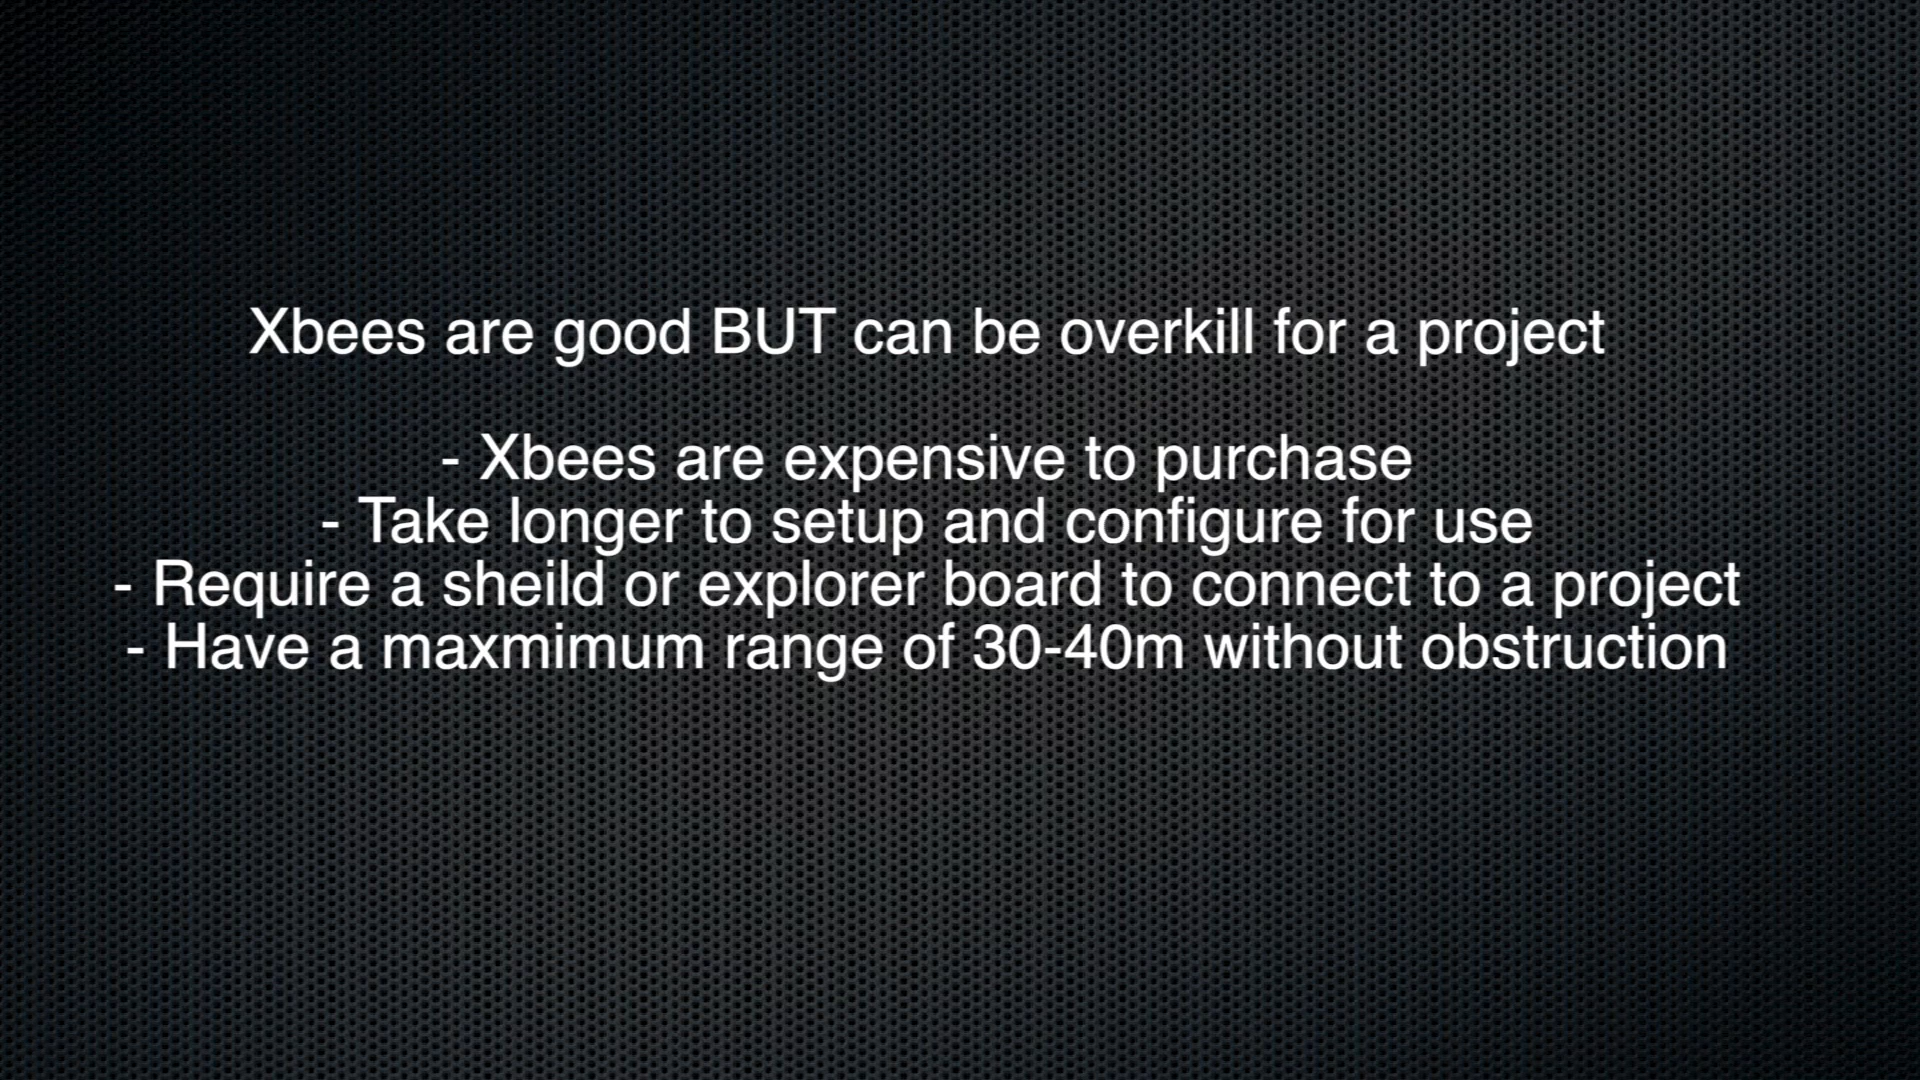 Xbees are good BUT can be overkill for a project
- Xbees are expensive to purchase
- Take longer to setup and configure for use
- Require a sheild or explorer board to connect to a project
- Have a maxmimum range of 30-40m without obstruction